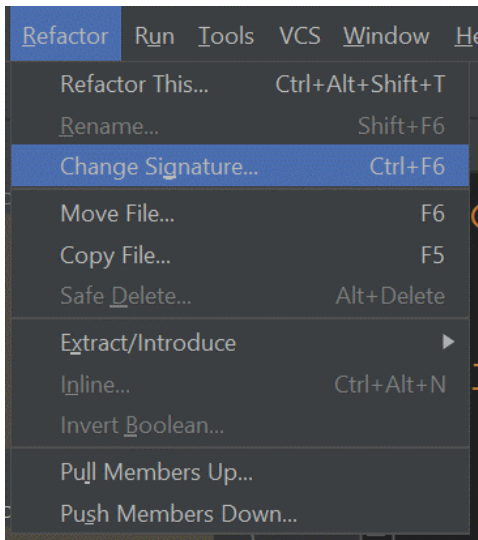 Refactor Run Tools VCS Window He
Refactor This... Ctrl+Alt+Shift+T
Rename... Shift+F6
Change Signature... Ctrl+F6
Move File... F6
Copy File... F5
Safe Delete... Alt+Delete
Extract/Introduce
Inline... Ctrl+Alt+N
Invert Boolean...
Pull Members Up...
Push Members Down...